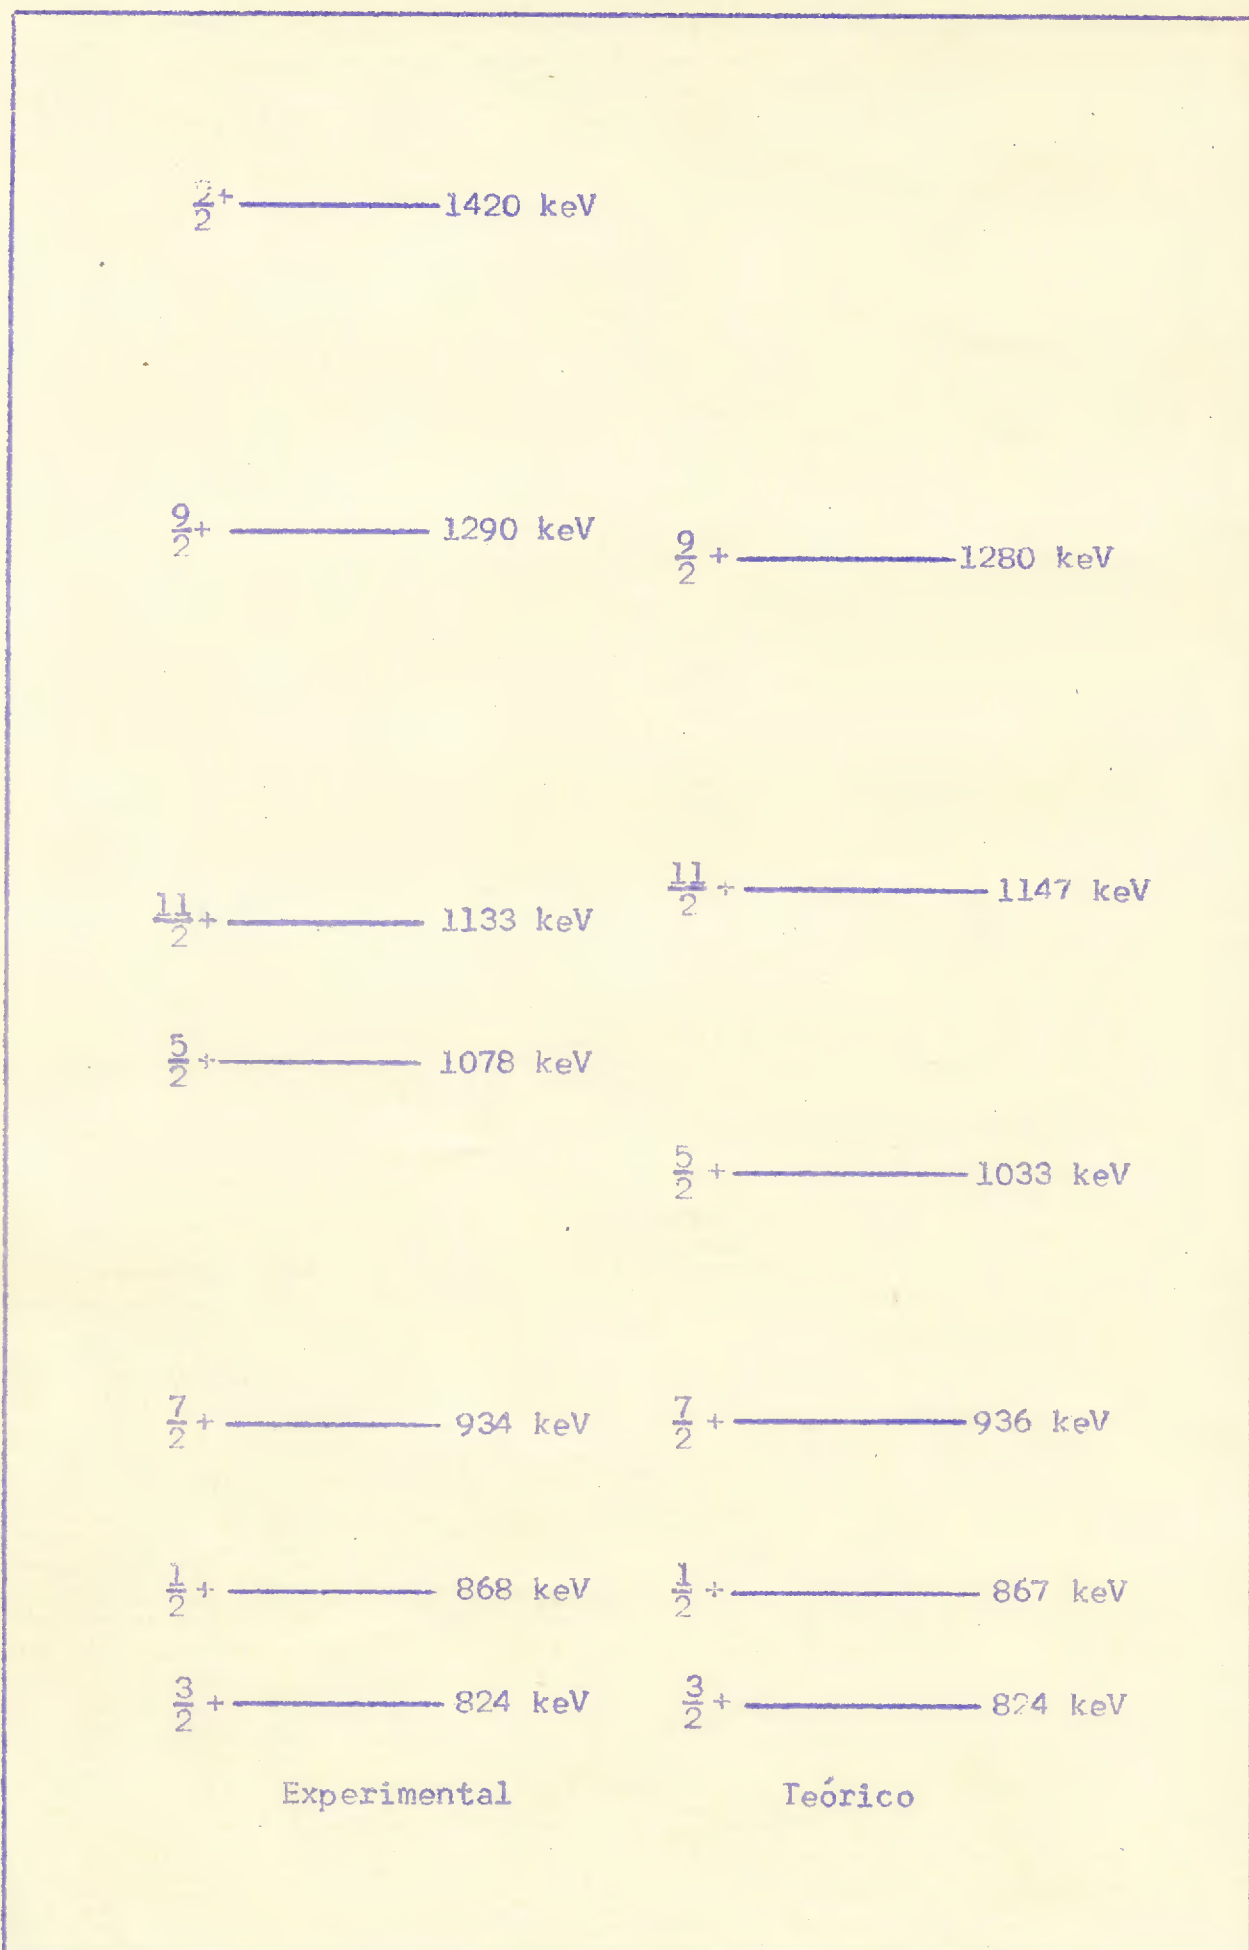 ?/2+ 1420 keV
9/2+ 1290 keV
9/2 + 1280 keV
11/2 + 1147 keV
11/2+ 1133 keV
5/2 + 1078 keV
5/2 + 1033 keV
7/2+ 934 keV
7/2 + 936 keV
1/2 + 868 keV
1/2 + 867 keV
3/2 + 824 keV
3/2 + 824 keV
Experimental
Teórico